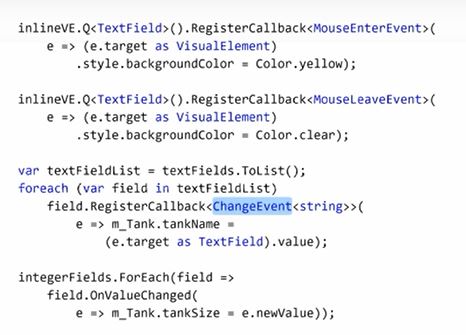 inlineVE.Q<TextField>().RegisterCallback<MouseEnterEvent>(
e => (e.target as VisualElement)
.style.backgroundColor = Color.yellow);
inlineVE.Q<TextField>().RegisterCallback<MouseLeaveEvent>(
e => (e.target as VisualElement)
.style.backgroundColor = Color.clear);
var textFieldList = textFields.ToList();
foreach (var field in textFieldList)
field.RegisterCallback<ChangeEvent<string>>(
e => m_Tank.tankName =
(e.target as TextField).value);
integerFields.ForEach(field =>
field.OnValueChanged(
e => m_Tank.tankSize = e.newValue));